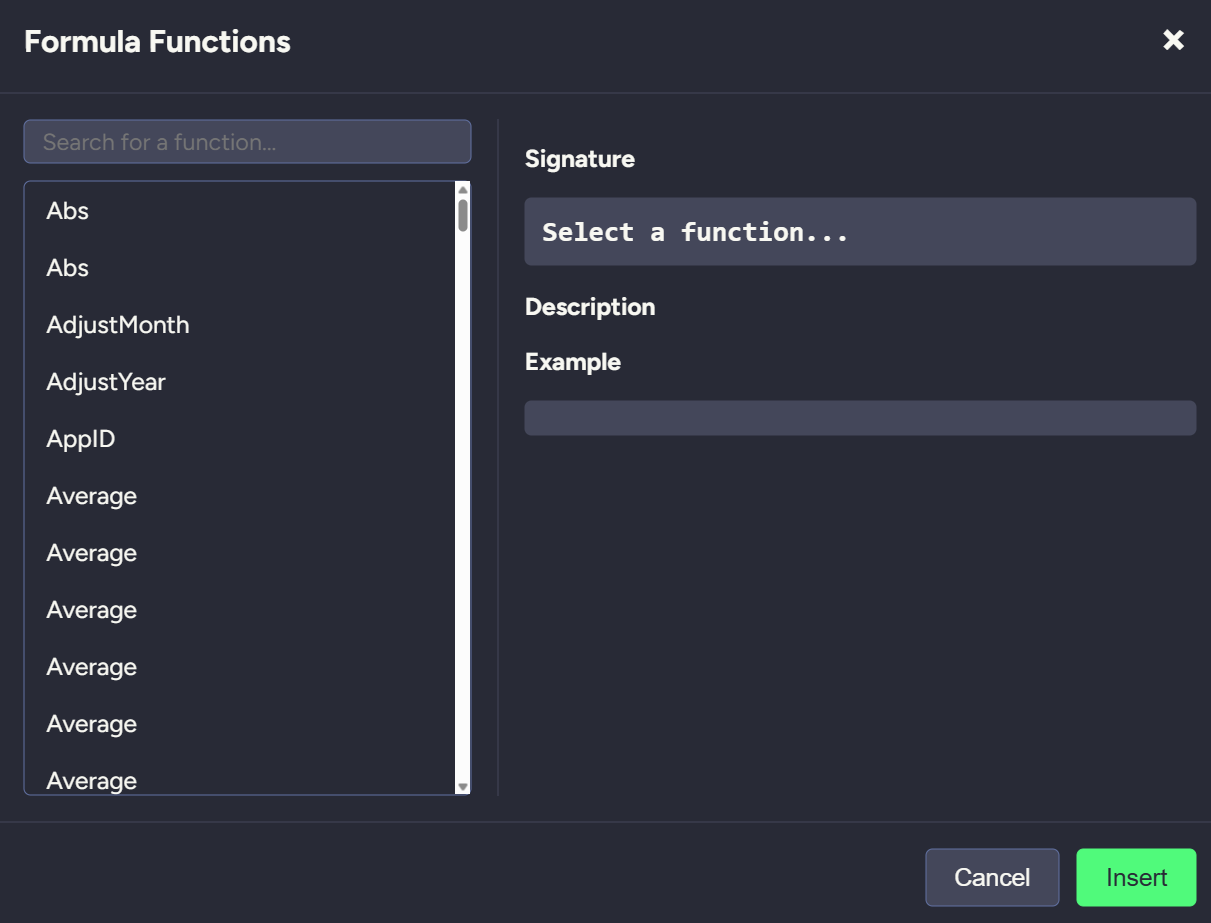 Formula Functions
Search for a function...
Abs
Abs
AdjustMonth
AdjustYear
AppID
Average
Average
Average
Average
Average
Average
Signature
Select a function...
Description
Example
Cancel
Insert